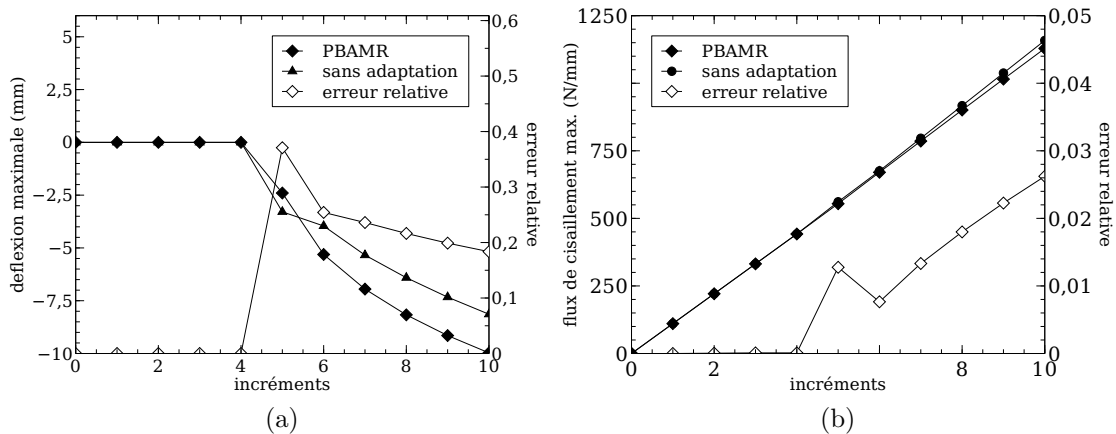 5
2,5
0
−2,5
−5
−7,5
−10
deflexion maximale (mm)
PBAMR
sans adaptation
erreur relative
0,6
0,5
0,4
0,3
0,2
0,1
0
erreur relative
0 2 4 6 8 10
incréments
(a)
1250
750
500
250
0
flux de cisaillement max. (N/mm)
PBAMR
sans adaptation
erreur relative
0,05
0,04
0,03
0,02
0,01
0
erreur relative
0 2 8 10
incréments
(b)